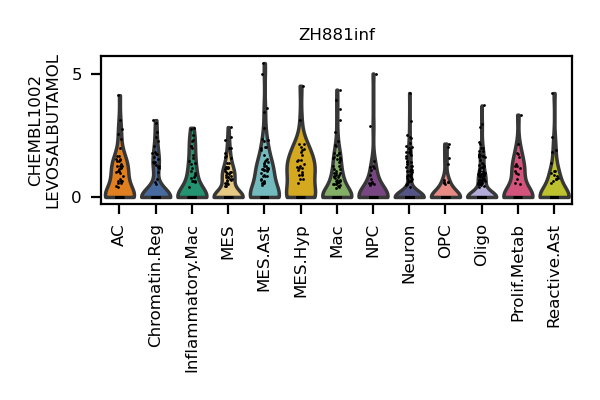 ZH881inf
CHEMBL1002
LEVOSALBUTAMOL
5
0
AC
Chromatin.Reg
Inflammatory.Mac
MES
MES.Ast
MES.Hyp
Mac
NPC
Neuron
OPC
Oligo
Prolif.Metab
Reactive.Ast